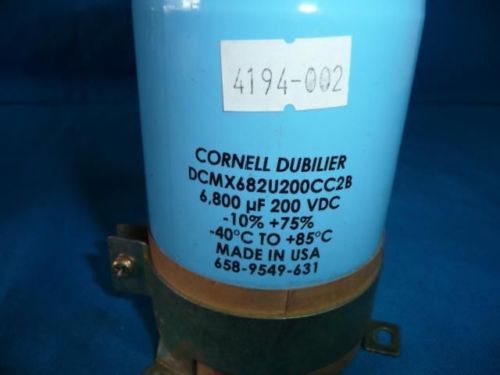 4194-002
CORNELL DUBILIER
DCMX682U200CC2B
6,800 µF 200 VDC
-10% +75%
-40°C TO +85°C
MADE IN USA
658-9549-631